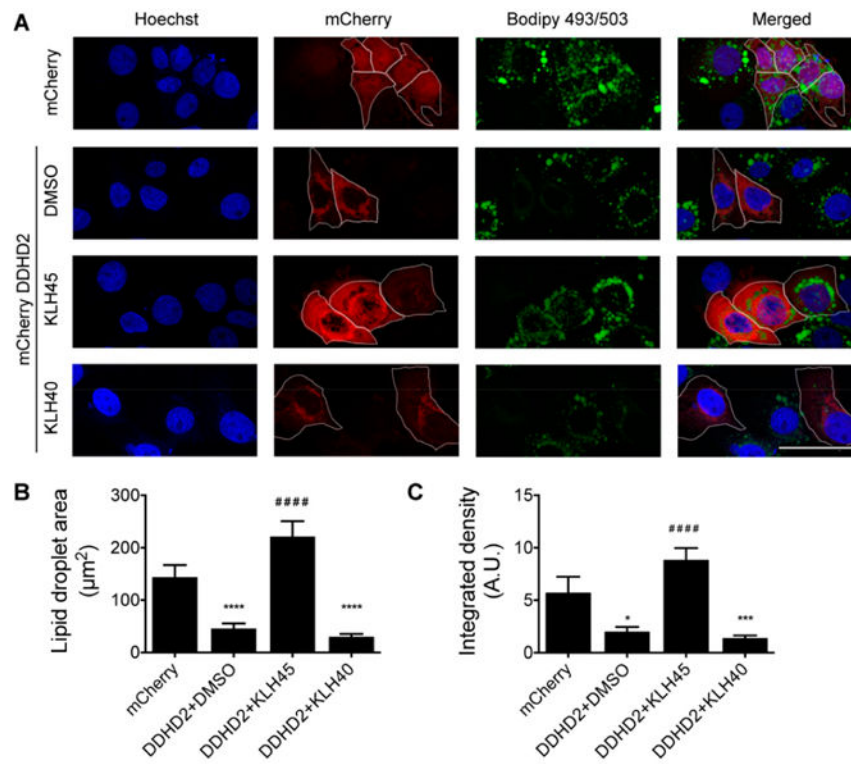 A
Hoechst
mCherry
Bodipy 493/503
Merged
mCherry
mCherry DDHD2
DMSO
KLH45
KLH40
B
Lipid droplet area
(µm²)
300
200
100
0
****
####
****
mCherry
DDHD2+DMSO
DDHD2+KLH45
DDHD2+KLH40
C
Integrated density
(A.U.)
15
10
5
0
*
####
***
mCherry
DDHD2+DMSO
DDHD2+KLH45
DDHD2+KLH40